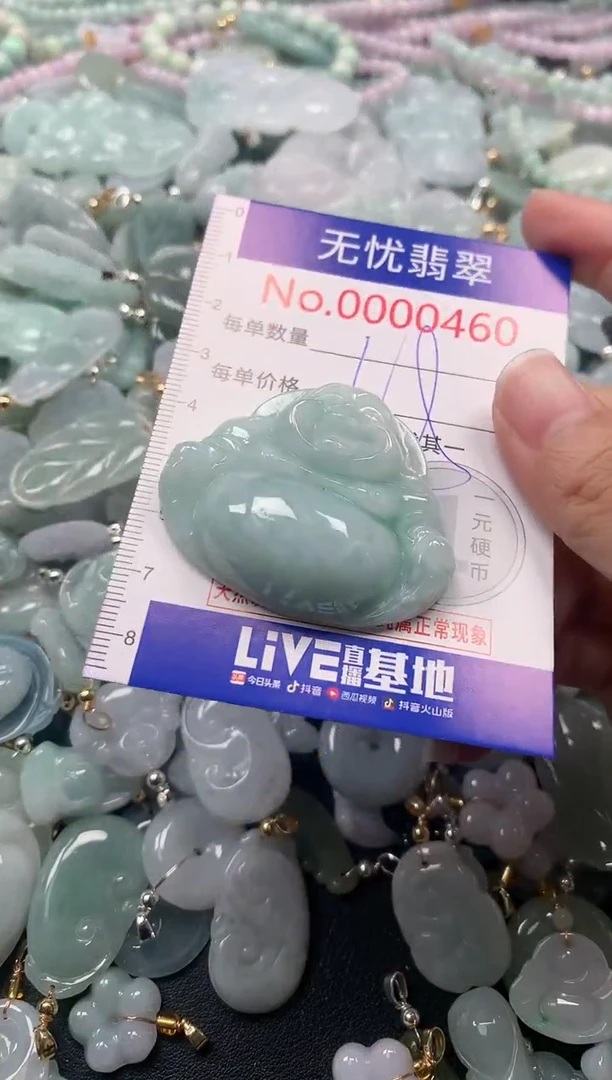 无忧翡翠
No.0000460
每单数量
每单价格
其一
一元硬币
天然
属正常现象
LiVE直播基地
今日头条 抖音 西瓜视频 抖音火山版
0
1
2
3
4
7
8